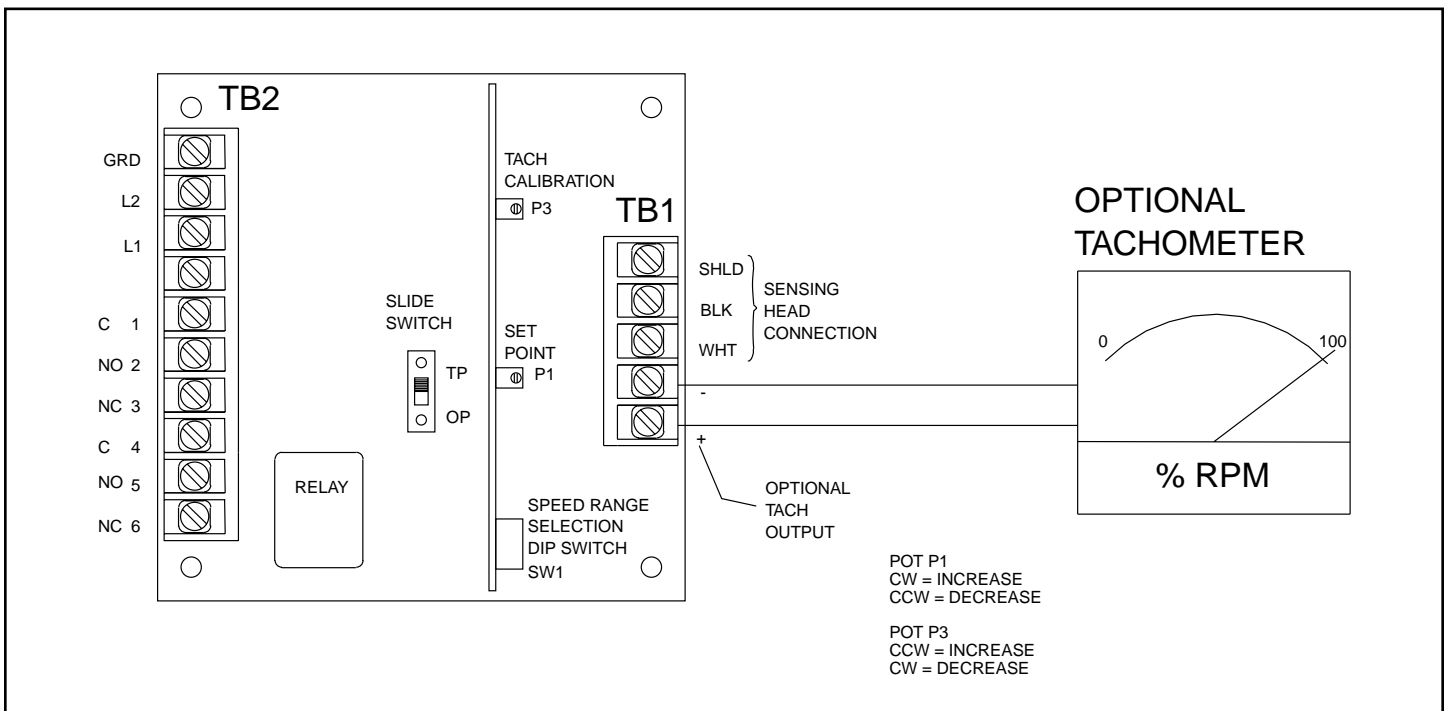 TB2
GRD
L2
L1
C 1
NO 2
NC 3
C 4
NO 5
NC 6
RELAY
SLIDE
SWITCH
TP
OP
TACH
CALIBRATION
P3
SET
POINT
P1
SPEED RANGE
SELECTION
DIP SWITCH
SW1
TB1
SHLD
BLK
WHT
SENSING
HEAD
CONNECTION
-
+
OPTIONAL
TACH
OUTPUT
OPTIONAL
TACHOMETER
0 100
% RPM
POT P1
CW = INCREASE
CCW = DECREASE
POT P3
CCW = INCREASE
CW = DECREASE